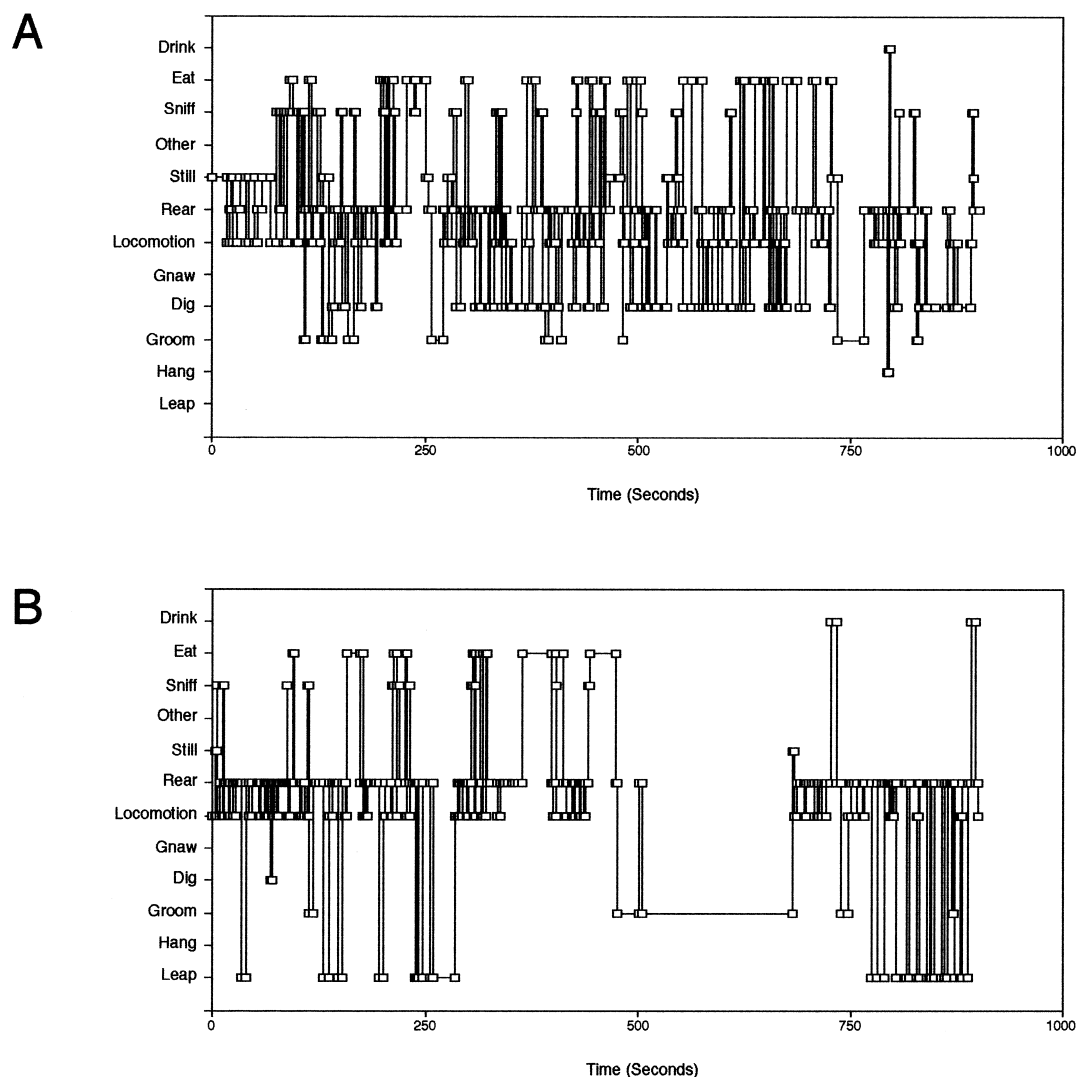 A
Drink
Eat
Sniff
Other
Still
Rear
Locomotion
Gnaw
Dig
Groom
Hang
Leap
0 250 500 750 1000
Time (Seconds)
B
Drink
Eat
Sniff
Other
Still
Rear
Locomotion
Gnaw
Dig
Groom
Hang
Leap
0 250 500 750 1000
Time (Seconds)